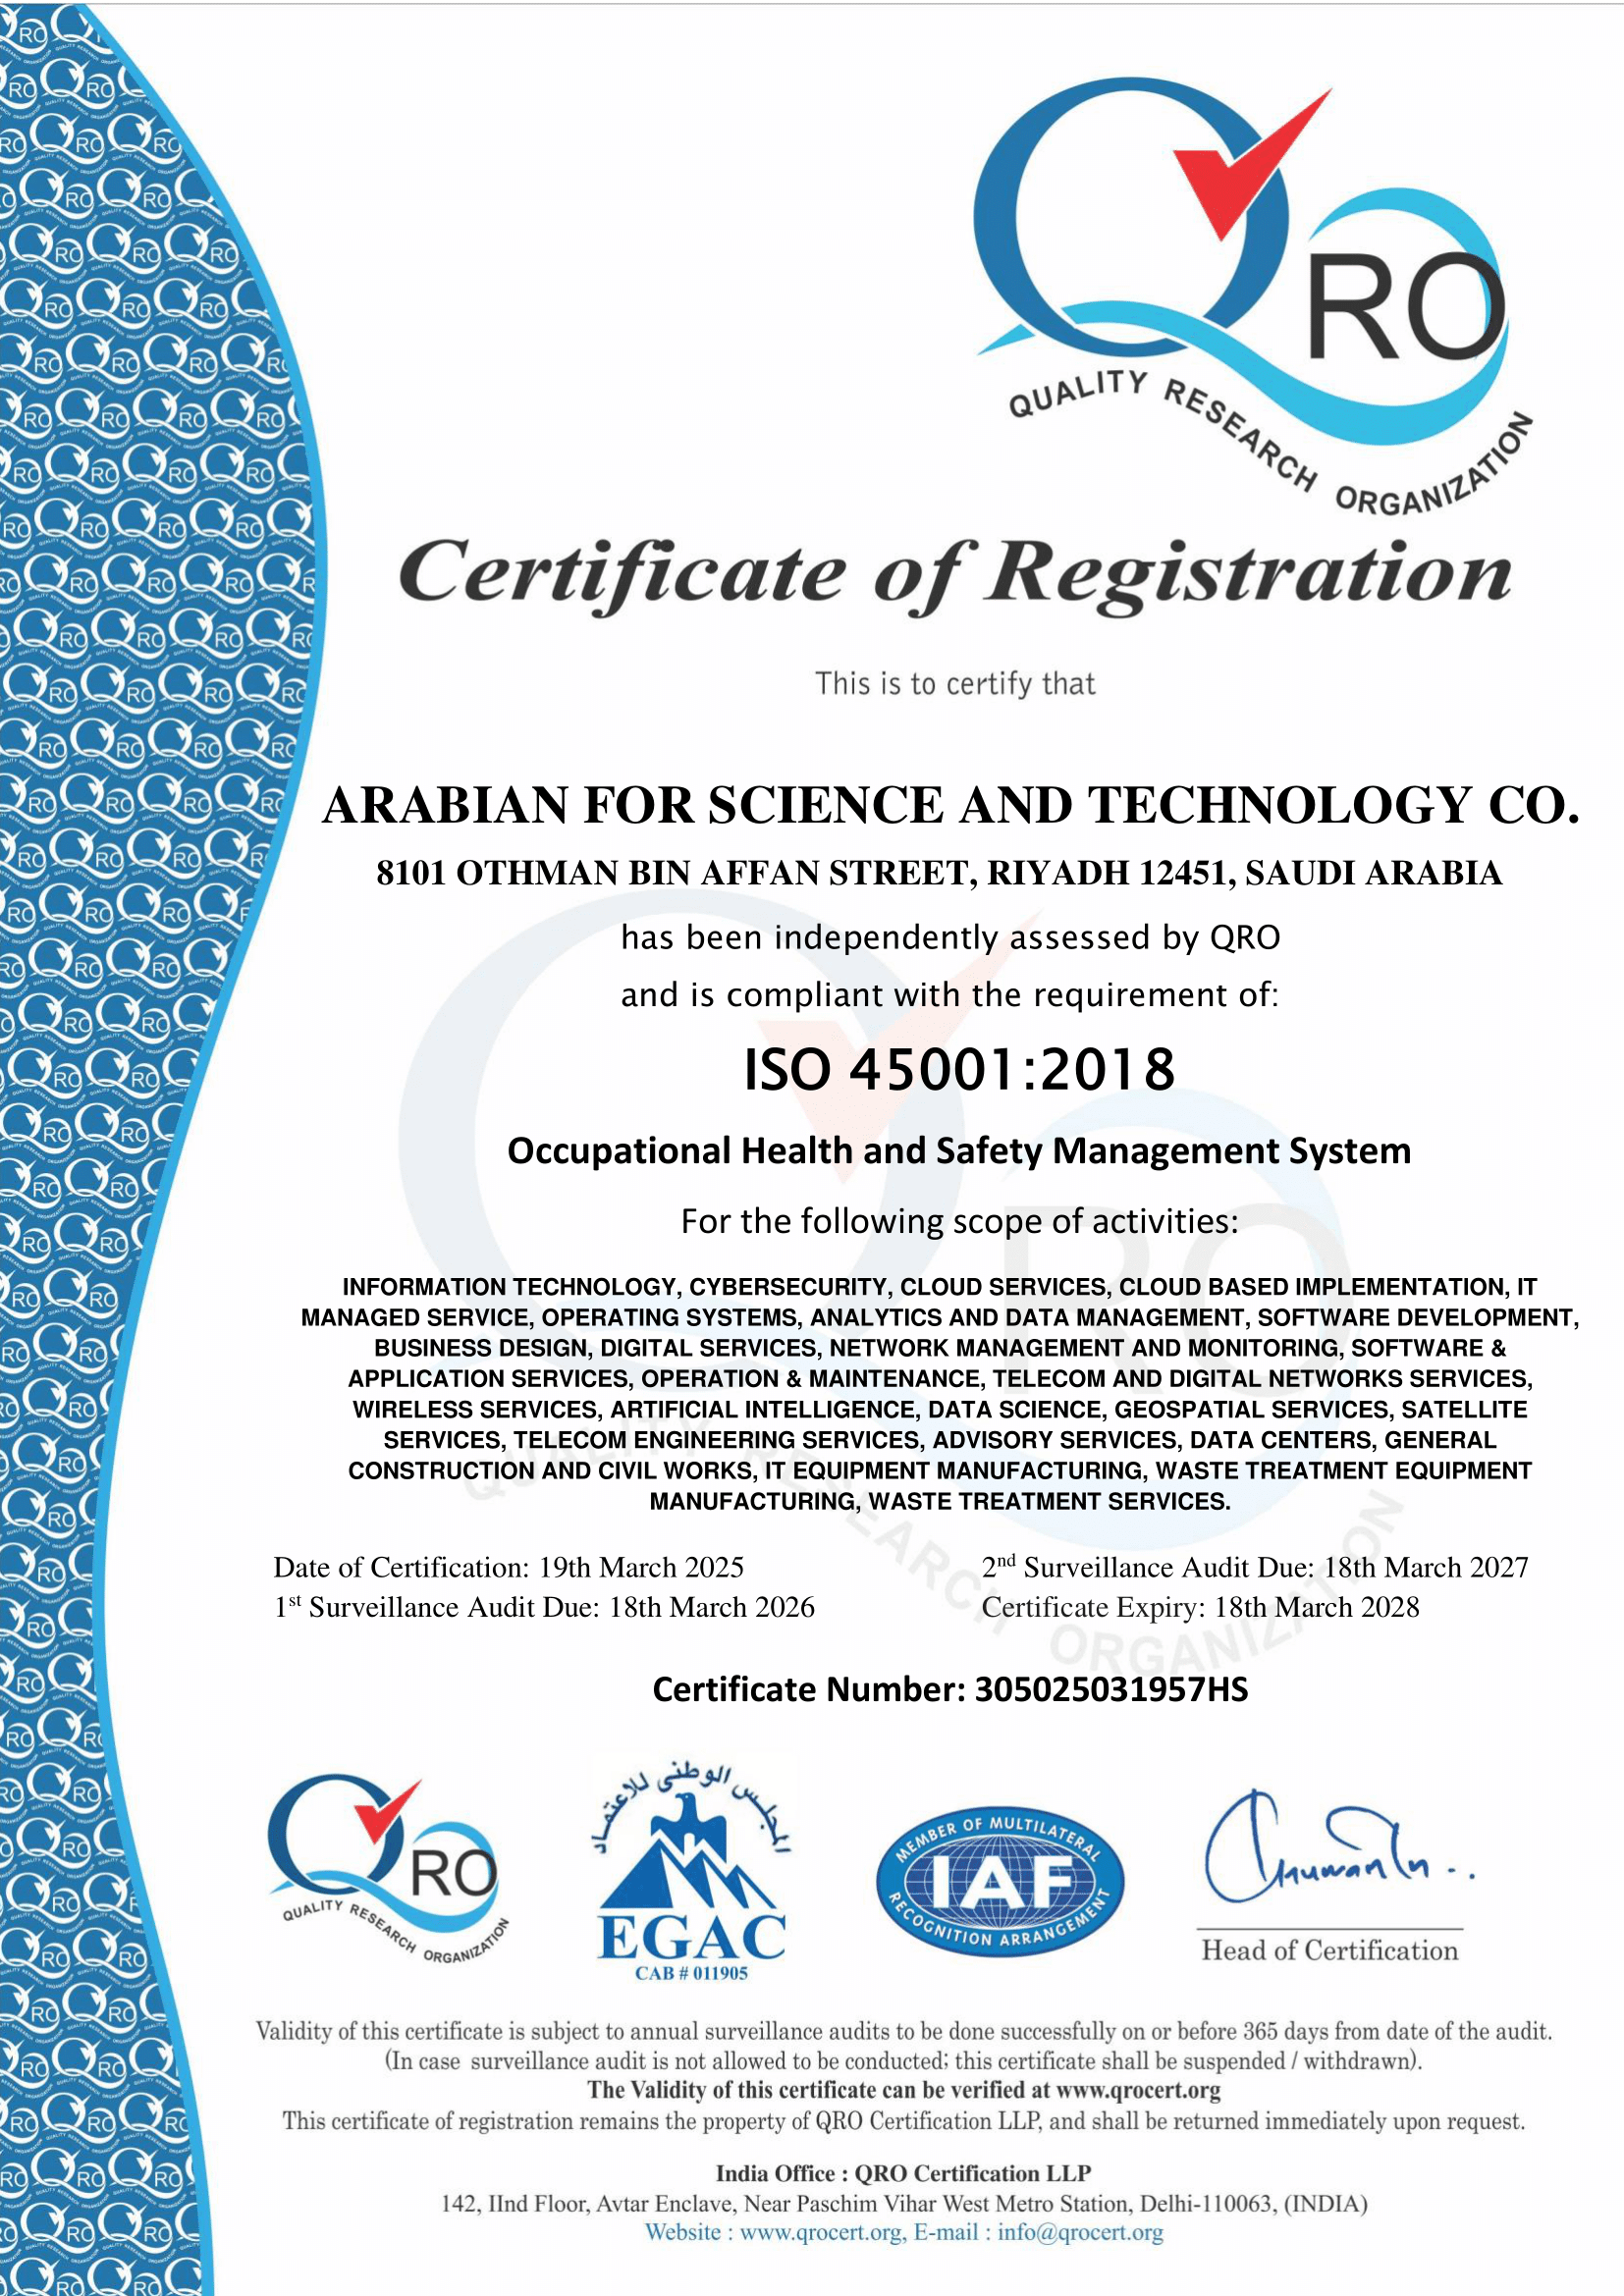 QRO
QUALITY RESEARCH ORGANIZATION
Certificate of Registration
This is to certify that
ARABIAN FOR SCIENCE AND TECHNOLOGY CO.
8101 OTHMAN BIN AFFAN STREET, RIYADH 12451, SAUDI ARABIA
has been independently assessed by QRO
and is compliant with the requirement of:
ISO 45001:2018
Occupational Health and Safety Management System
For the following scope of activities:
INFORMATION TECHNOLOGY, CYBERSECURITY, CLOUD SERVICES, CLOUD BASED IMPLEMENTATION, IT
MANAGED SERVICE, OPERATING SYSTEMS, ANALYTICS AND DATA MANAGEMENT, SOFTWARE DEVELOPMENT,
BUSINESS DESIGN, DIGITAL SERVICES, NETWORK MANAGEMENT AND MONITORING, SOFTWARE &
APPLICATION SERVICES, OPERATION & MAINTENANCE, TELECOM AND DIGITAL NETWORKS SERVICES,
WIRELESS SERVICES, ARTIFICIAL INTELLIGENCE, DATA SCIENCE, GEOSPATIAL SERVICES, SATELLITE
SERVICES, TELECOM ENGINEERING SERVICES, ADVISORY SERVICES, DATA CENTERS, GENERAL
CONSTRUCTION AND CIVIL WORKS, IT EQUIPMENT MANUFACTURING, WASTE TREATMENT EQUIPMENT
MANUFACTURING, WASTE TREATMENT SERVICES.
Date of Certification: 19th March 2025 2nd Surveillance Audit Due: 18th March 2027
1st Surveillance Audit Due: 18th March 2026 Certificate Expiry: 18th March 2028
Certificate Number: 305025031957HS
QRO
QUALITY RESEARCH ORGANIZATION
المجلس الوطنى للاعتماد
EGAC
CAB # 011905
MEMBER OF MULTILATERAL
IAF
RECOGNITION ARRANGEMENT
Head of Certification
Validity of this certificate is subject to annual surveillance audits to be done successfully on or before 365 days from date of the audit.
(In case surveillance audit is not allowed to be conducted; this certificate shall be suspended / withdrawn).
The Validity of this certificate can be verified at www.qrocert.org
This certificate of registration remains the property of QRO Certification LLP, and shall be returned immediately upon request.
India Office : QRO Certification LLP
142, IInd Floor, Avtar Enclave, Near Paschim Vihar West Metro Station, Delhi-110063, (INDIA)
Website : www.qrocert.org, E-mail : info@qrocert.org